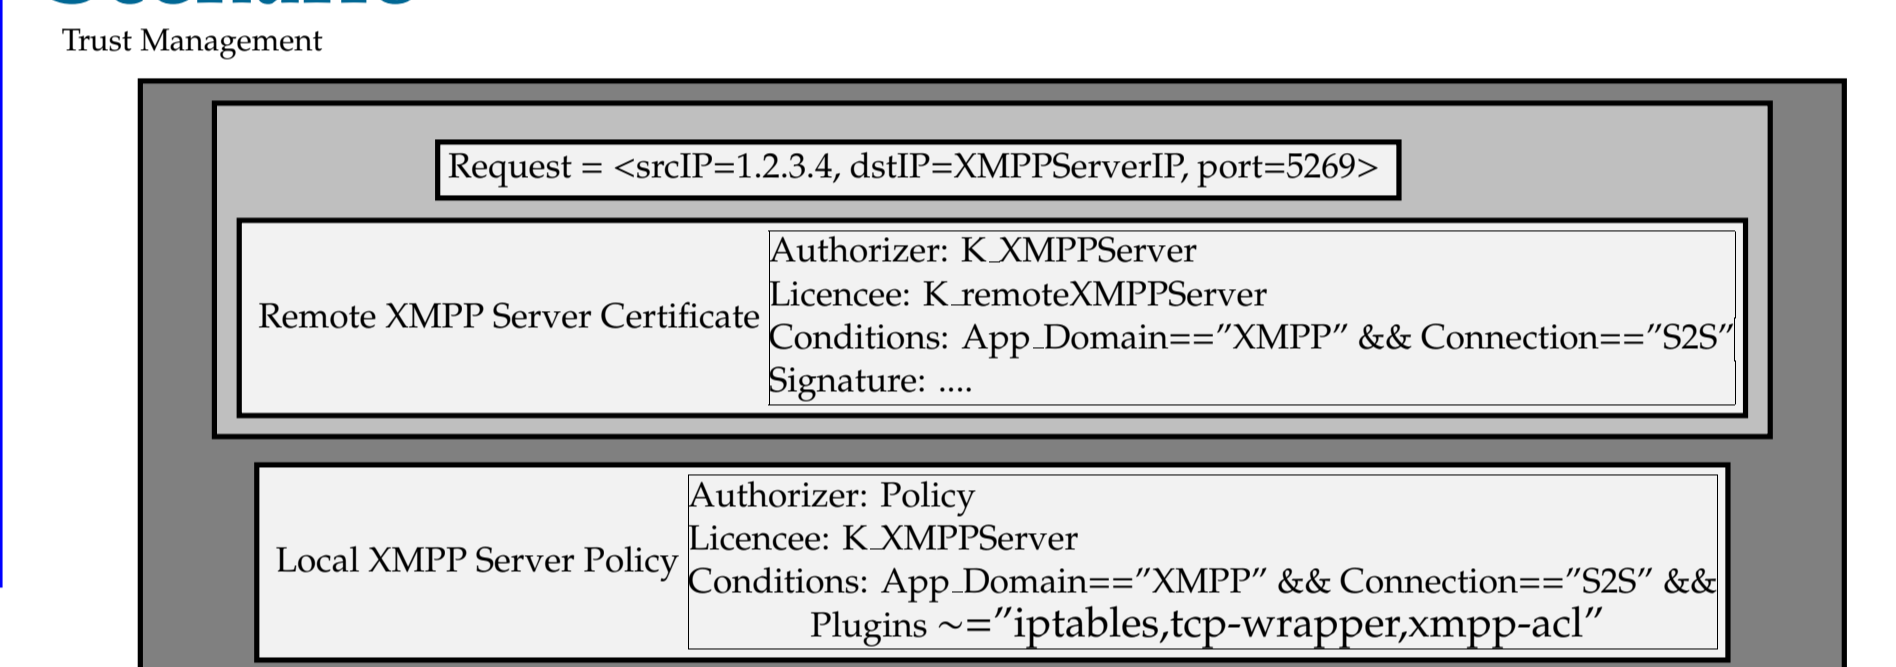 Trust Management
Request = <srcIP=1.2.3.4, dstIP=XMPPServerIP, port=5269>
Remote XMPP Server Certificate
Authorizer: K_XMPPServer
Licencee: K_remoteXMPPServer
Conditions: App_Domain=="XMPP" && Connection=="S2S"
Signature: ....
Local XMPP Server Policy
Authorizer: Policy
Licencee: K_XMPPServer
Conditions: App_Domain=="XMPP" && Connection=="S2S" &&
Plugins ~="iptables,tcp-wrapper,xmpp-acl"